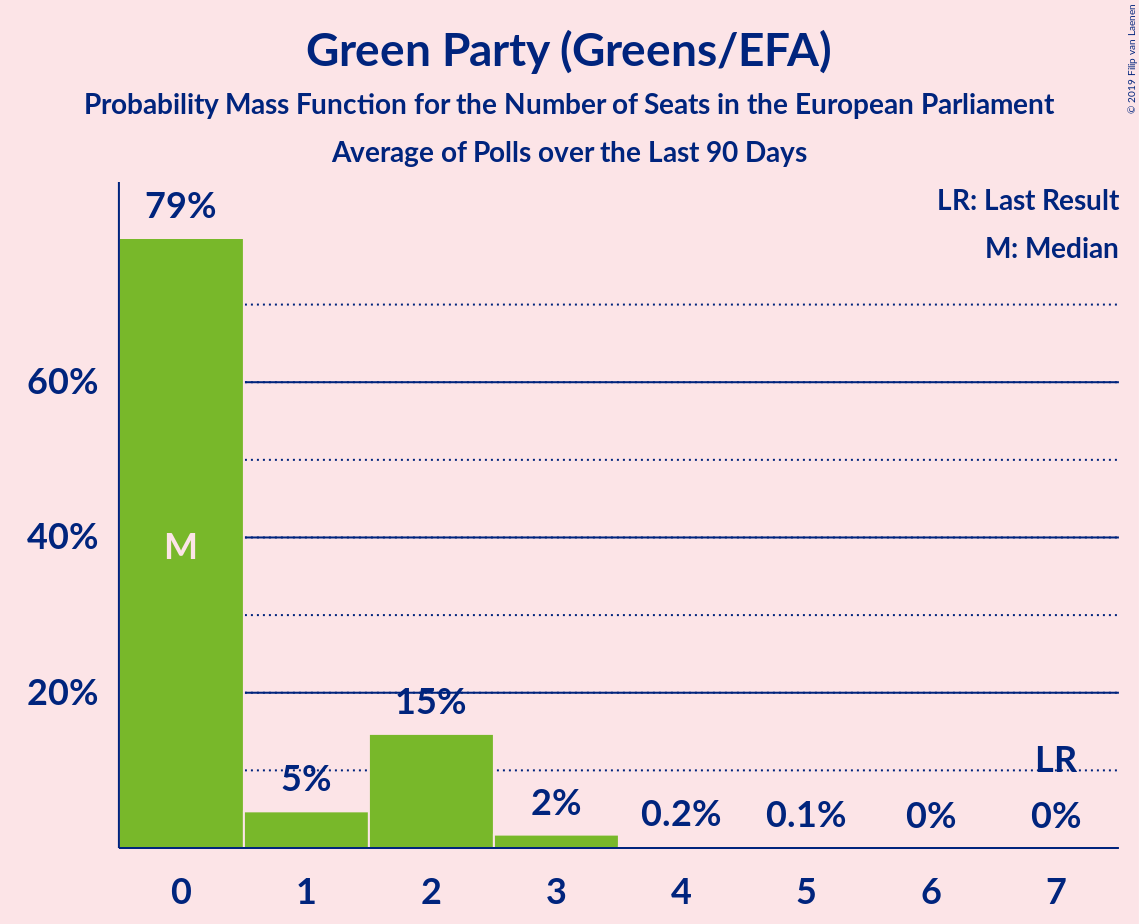 Green Party (Greens/EFA)
Probability Mass Function for the Number of Seats in the European Parliament
Average of Polls over the Last 90 Days
© 2019 Filip van Laenen
LR: Last Result
M: Median
79%
60%
40%
M
20%
15%
5%
2%
0.2%
0.1%
0%
LR
0%
0 1 2 3 4 5 6 7